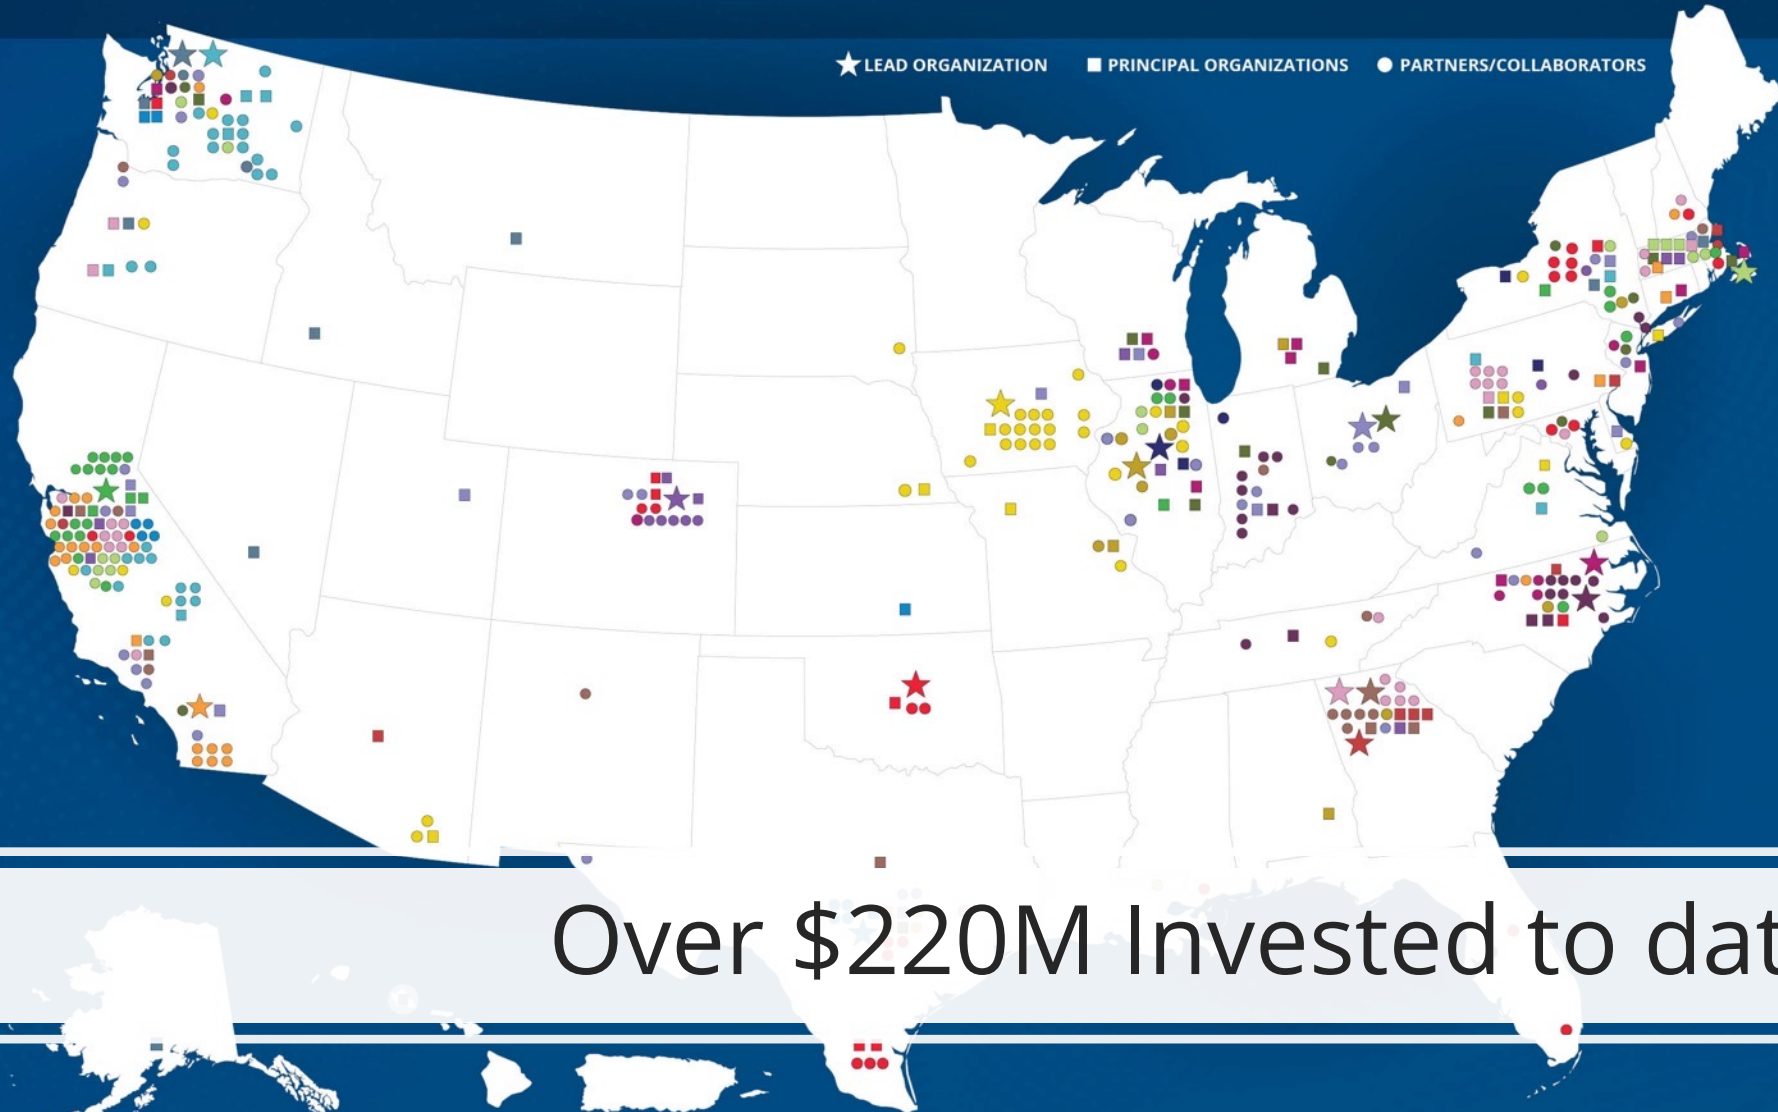 LEAD ORGANIZATION PRINCIPAL ORGANIZATIONS PARTNERS/COLLABORATORS
Over $220M Invested to dat